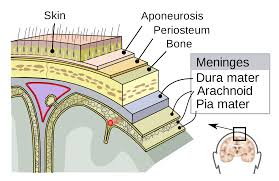 Skin
Aponeurosis
Periosteum
Bone
Meninges
Dura mater
Arachnoid
Pia mater